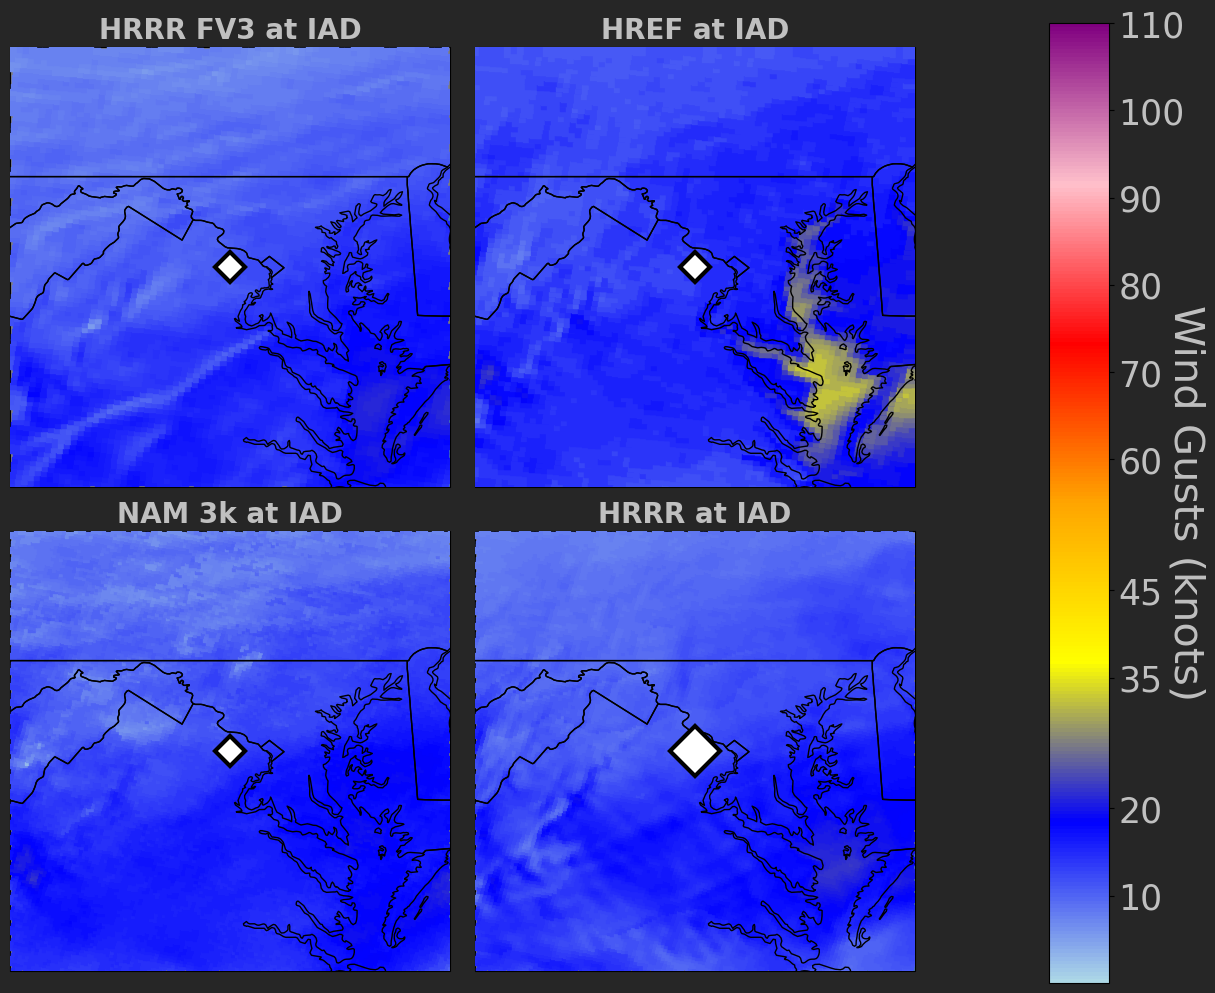 HRRR FV3 at IAD
HREF at IAD
NAM 3k at IAD
HRRR at IAD
110
100
90
80
70
60
45
35
20
10
Wind Gusts (knots)